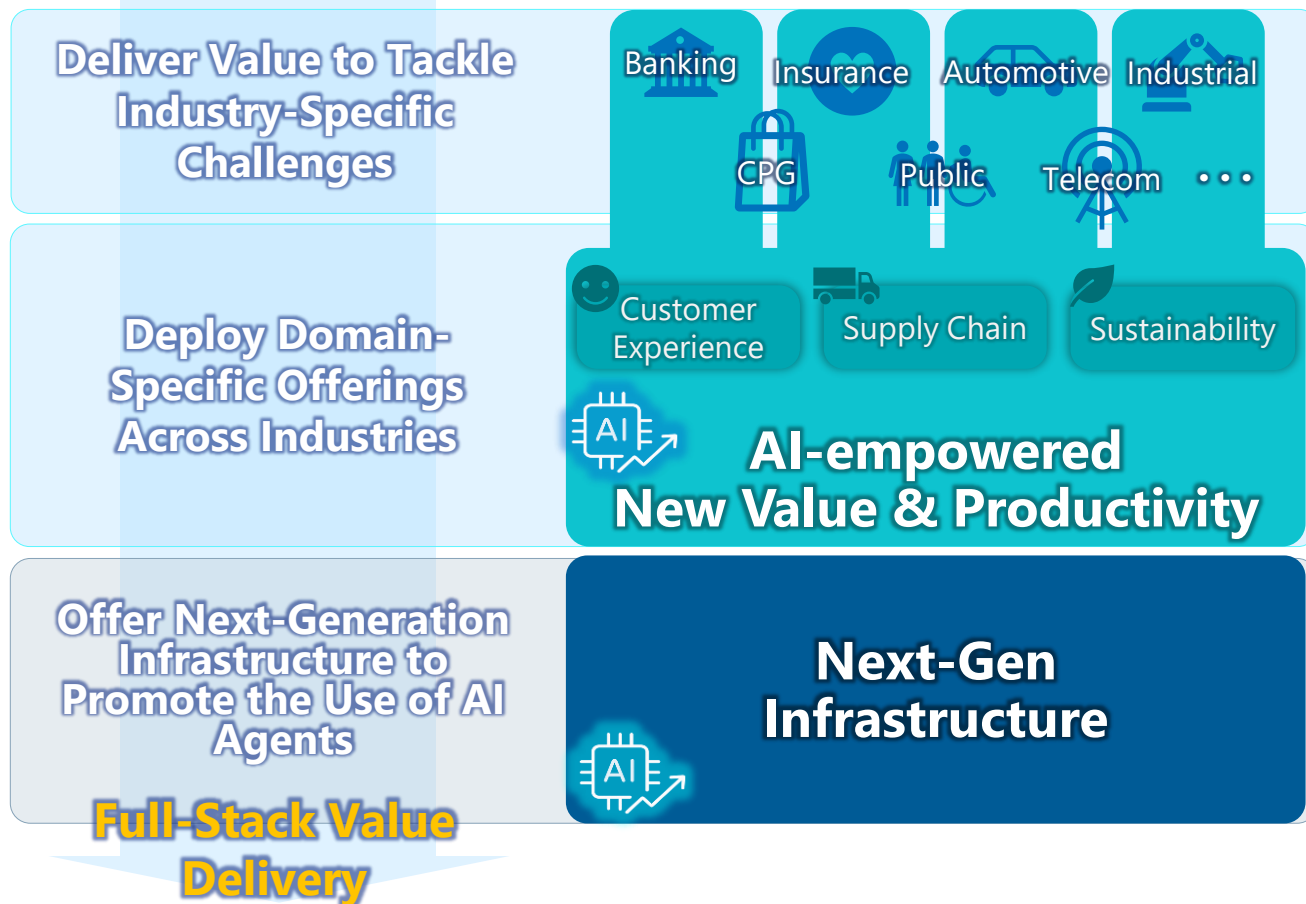 Deliver Value to Tackle
Industry-Specific
Challenges
Banking
Insurance
Automotive
Industrial
CPG
Public
Telecom
...
Deploy Domain-
Specific Offerings
Across Industries
Customer
Experience
Supply Chain
Sustainability
AI
AI-empowered
New Value & Productivity
Offer Next-Generation
Infrastructure to
Promote the Use of AI
Agents
Next-Gen
Infrastructure
AI
Full-Stack Value
Delivery